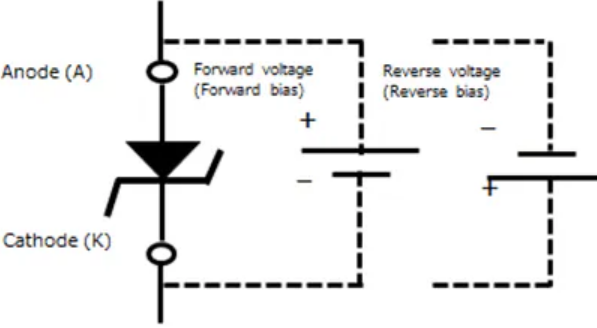 Anode (A)
Forward voltage
(Forward bias)
Reverse voltage
(Reverse bias)
+
−
−
+
Cathode (K)